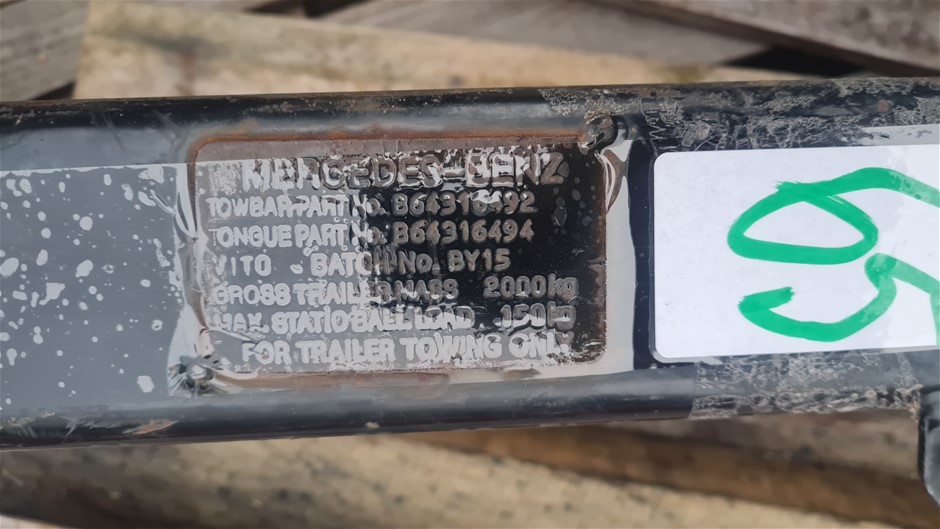 MERCEDES-BENZ
TOWBAR PART No. B64316492
TONGUE PART No. B64316494
VITO - BATCH No. BY15
GROSS TRAILER MASS 2000kg
MAX. STATIC BALL LOAD 150kg
FOR TRAILER TOWING ONLY